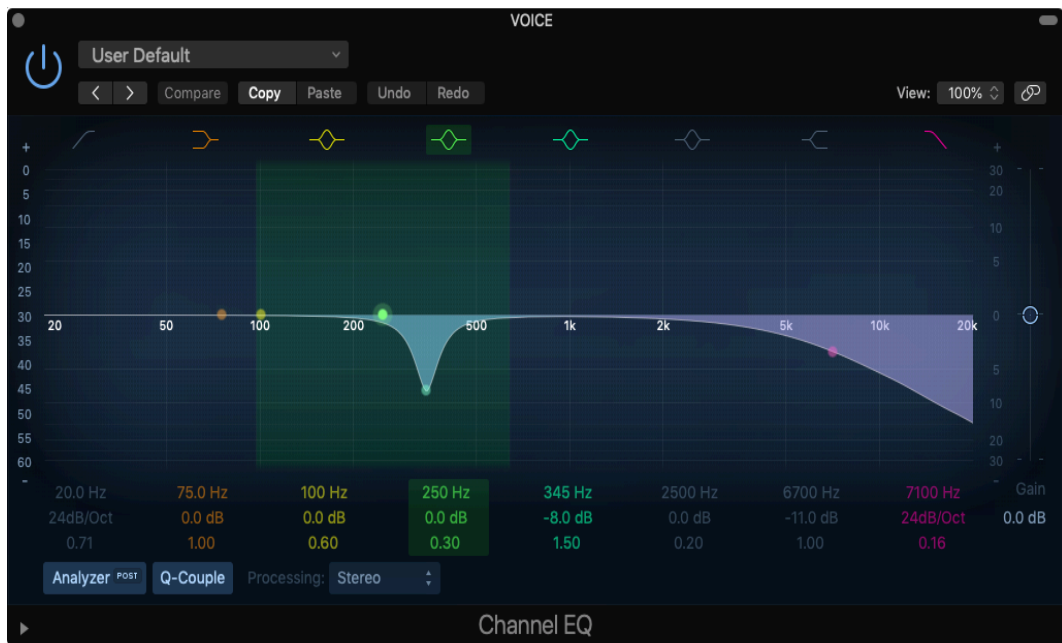 VOICE
User Default
Compare Copy Paste Undo Redo View: 100%
+ +
0 30
5 20
10 10
15
20 5
25
30 20 50 100 200 500 1k 2k 5k 10k 20k 0
35
40 5
45
50 10
55 20
60 30
- -
20.0 Hz 75.0 Hz 100 Hz 250 Hz 345 Hz 2500 Hz 6700 Hz 7100 Hz Gain
24dB/Oct 0.0 dB 0.0 dB 0.0 dB -8.0 dB 0.0 dB -11.0 dB 24dB/Oct 0.0 dB
0.71 1.00 0.60 0.30 1.50 0.20 1.00 0.16
Analyzer POST Q-Couple Processing: Stereo
Channel EQ